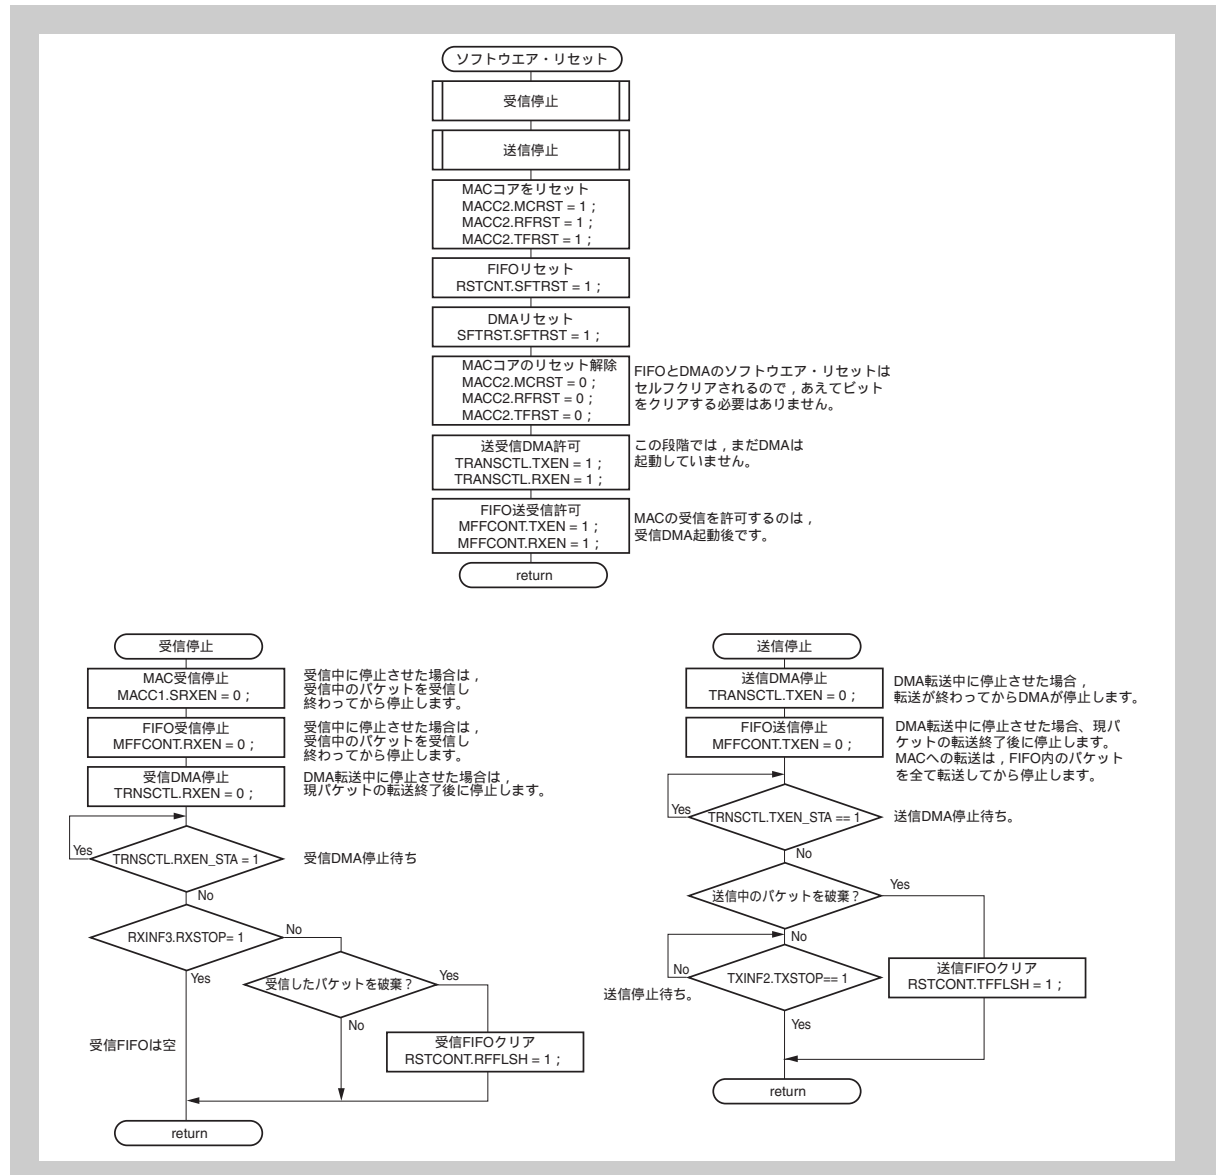 ソフトウエア・リセット
受信停止
送信停止
MACコアをリセット
MACC2.MCRST = 1 ;
MACC2.RFRST = 1 ;
MACC2.TFRST = 1 ;
FIFOリセット
RSTCNT.SFTRST = 1 ;
DMAリセット
SFTRST.SFTRST = 1 ;
MACコアのリセット解除
MACC2.MCRST = 0 ;
MACC2.RFRST = 0 ;
MACC2.TFRST = 0 ;
FIFOとDMAのソフトウエア・リセットは
セルフクリアされるので，あえてビット
をクリアする必要はありません。
送受信DMA許可
TRANSCTL.TXEN = 1 ;
TRANSCTL.RXEN = 1 ;
この段階では，まだDMAは
起動していません。
FIFO送受信許可
MFFCONT.TXEN = 1 ;
MFFCONT.RXEN = 1 ;
MACの受信を許可するのは，
受信DMA起動後です。
return
受信停止
MAC受信停止
MACC1.SRXEN = 0 ;
受信中に停止させた場合は，
受信中のパケットを受信し
終わってから停止します。
FIFO受信停止
MFFCONT.RXEN = 0 ;
受信中に停止させた場合は，
受信中のパケットを受信し
終わってから停止します。
受信DMA停止
TRNSCTL.RXEN = 0 ;
DMA転送中に停止させた場合は，
現パケットの転送終了後に停止します。
Yes
TRNSCTL.RXEN_STA = 1
受信DMA停止待ち
No
RXINF3.RXSTOP= 1
No
Yes
受信したパケットを破棄？
Yes
No
受信FIFOは空
受信FIFOクリア
RSTCONT.RFFLSH = 1 ;
return
送信停止
送信DMA停止
TRANSCTL.TXEN = 0 ;
DMA転送中に停止させた場合，
転送が終わってからDMAが停止します。
FIFO送信停止
MFFCONT.TXEN = 0 ;
DMA転送中に停止させた場合、現パ
ケットの転送終了後に停止します。
MACへの転送は，FIFO内のパケット
を全て転送してから停止します。
Yes
TRNSCTL.TXEN_STA == 1
送信DMA停止待ち。
No
送信中のパケットを破棄？
Yes
No
No
TXINF2.TXSTOP== 1
送信停止待ち。
Yes
送信FIFOクリア
RSTCONT.TFFLSH = 1 ;
return